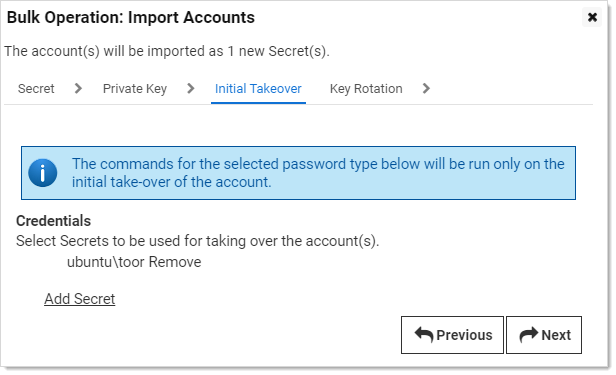 Bulk Operation: Import Accounts
The account(s) will be imported as 1 new Secret(s).
Secret Private Key Initial Takeover Key Rotation
The commands for the selected password type below will be run only on the
initial take-over of the account.
Credentials
Select Secrets to be used for taking over the account(s).
ubuntu\toor Remove
Add Secret
Previous Next